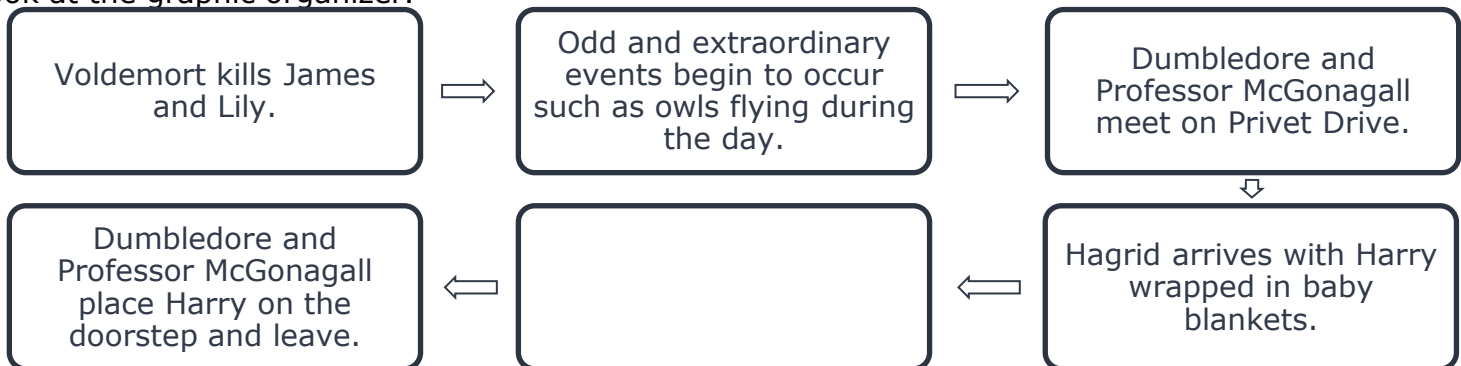 Voldemort kills James
and Lily.
Odd and extraordinary
events begin to occur
such as owls flying during
the day.
Dumbledore and
Professor McGonagall
meet on Privet Drive.
Hagrid arrives with Harry
wrapped in baby
blankets.
Dumbledore and
Professor McGonagall
place Harry on the
doorstep and leave.